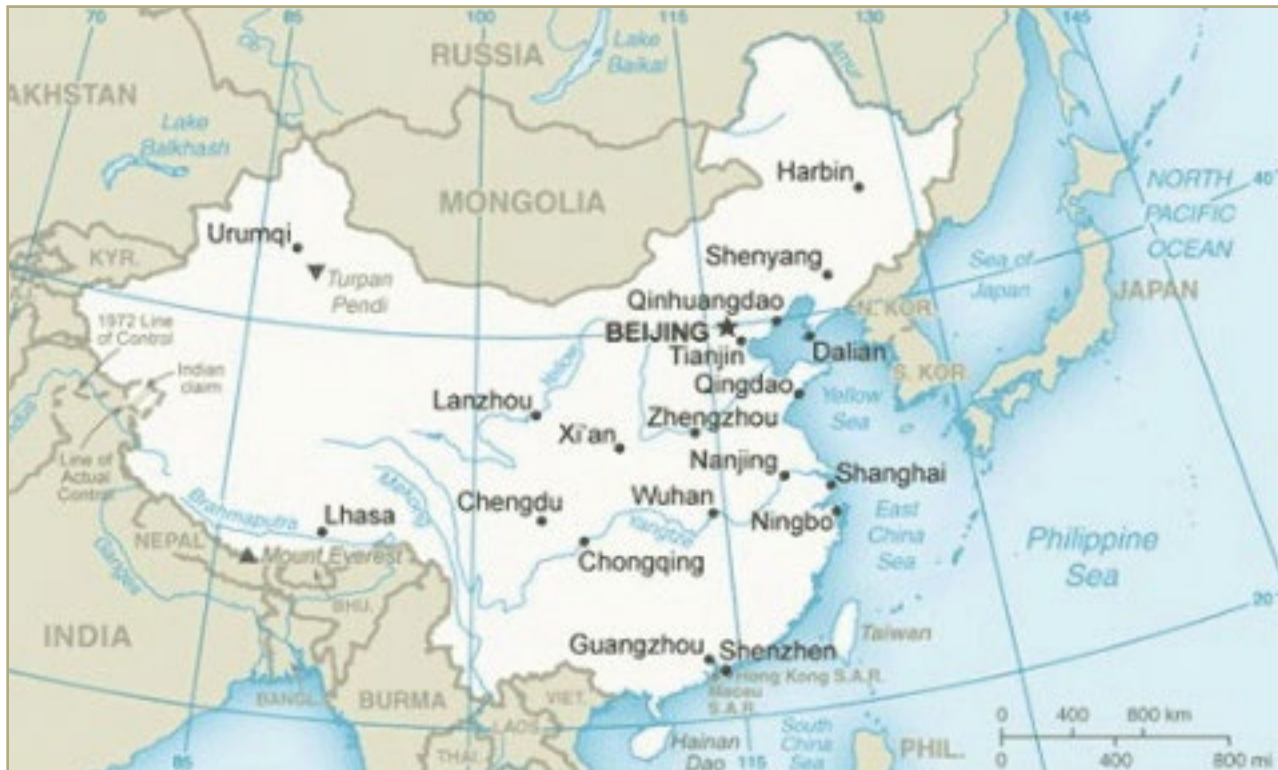 70
85
100
115
130
145
RUSSIA
Lake
Baikal
Amur
AKHSTAN
Lake
Balkhash
MONGOLIA
Harbin
NORTH
PACIFIC
OCEAN
40
Urumqi
KYR.
Turpan
Pendi
Shenyang
Sea of
Japan
JAPAN
Qinhuangdao
N. KOR.
BEIJING
Tianjin
Dalian
S. KOR.
1972 Line
of Control
Indian
claim
Qingdao
Yellow
Sea
Lanzhou
Zhengzhou
Xi'an
Line of
Actual
Control
Nanjing
Shanghai
Mekong
Chengdu
Wuhan
Yangtze
Ningbo
East
China
Sea
Brahmaputra
Lhasa
NEPAL
Mount Everest
Ganges
Chongqing
Philippine
Sea
BHU.
INDIA
20
Guangzhou
Shenzhen
Taiwan
Hong Kong S.A.R.
Macau
S.A.R.
BANGL.
BURMA
VIET.
LAOS
THAI.
Hainan
Dao
South
China
Sea
PHIL.
0 400 800 km
0 400 800 mi
85
115